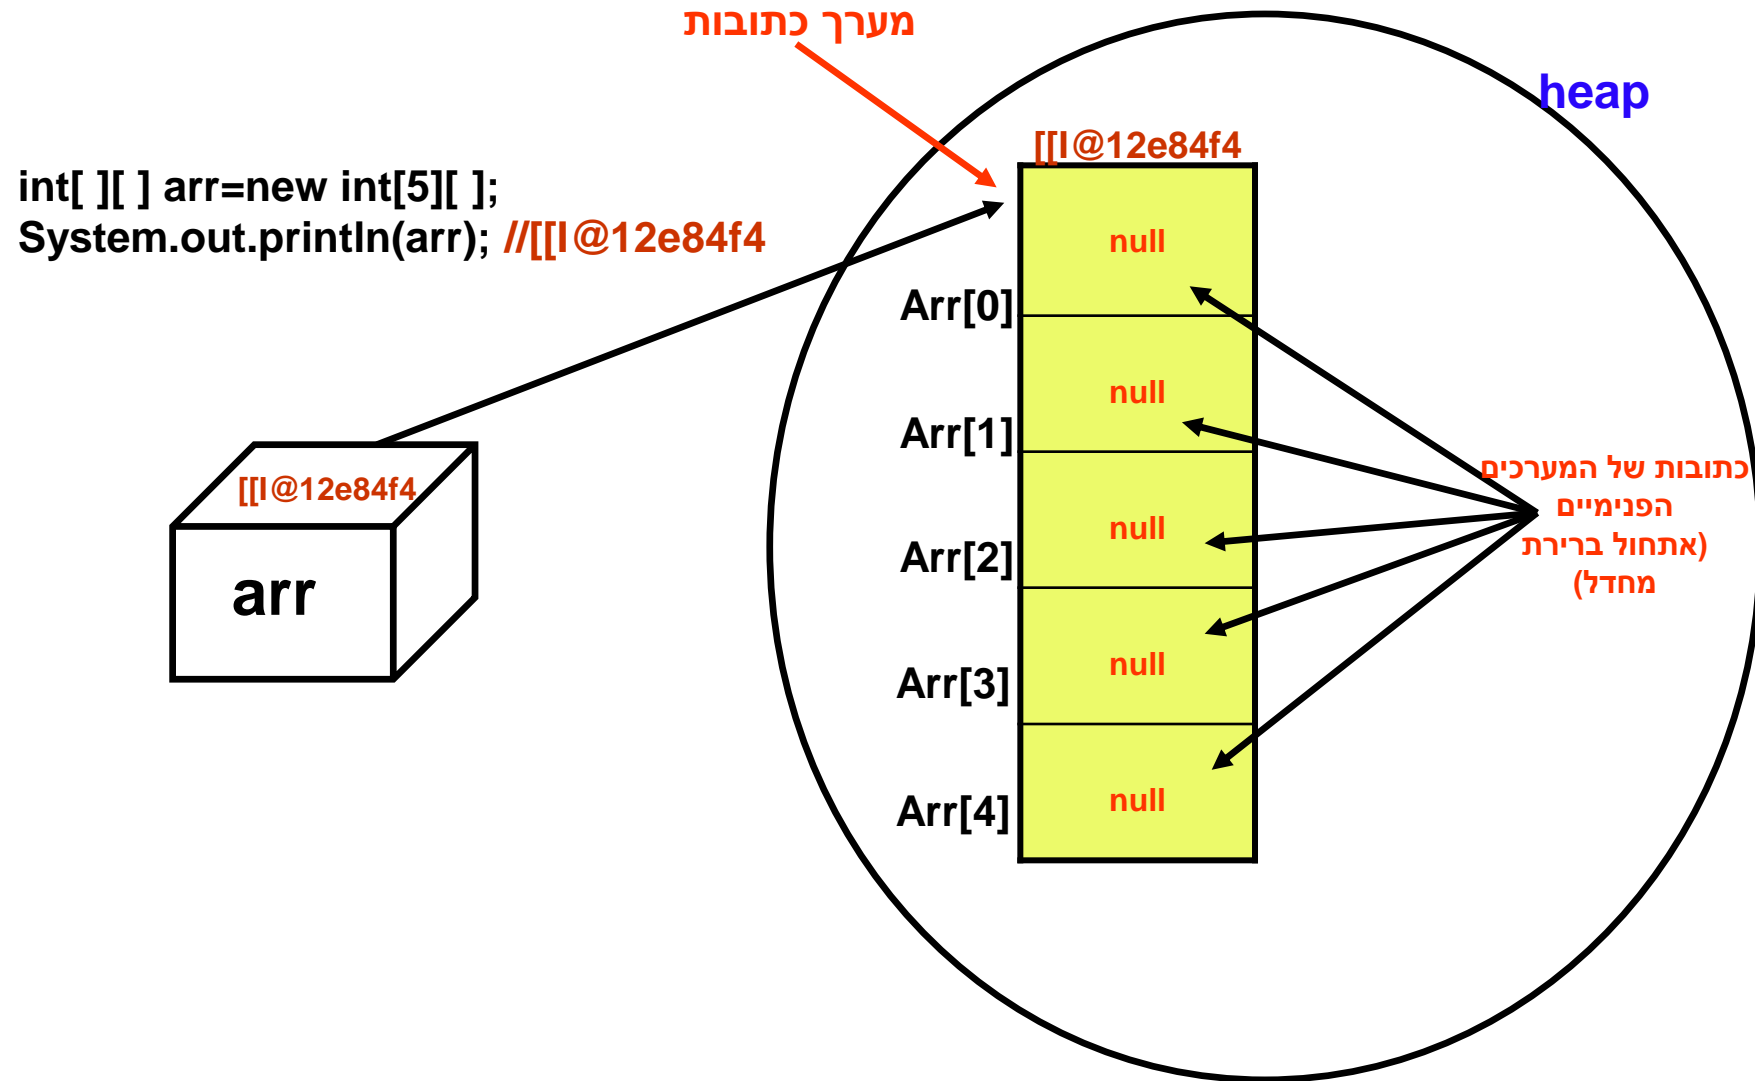 מערך כתובות
heap
[[I@12e84f4
int[ ][ ] arr=new int[5][ ];
System.out.println(arr); //[[I@12e84f4
null
Arr[0]
null
Arr[1]
כתובות של המערכים
הפנימיים
(אתחול ברירת
מחדל)
[[I@12e84f4
null
Arr[2]
arr
null
Arr[3]
null
Arr[4]